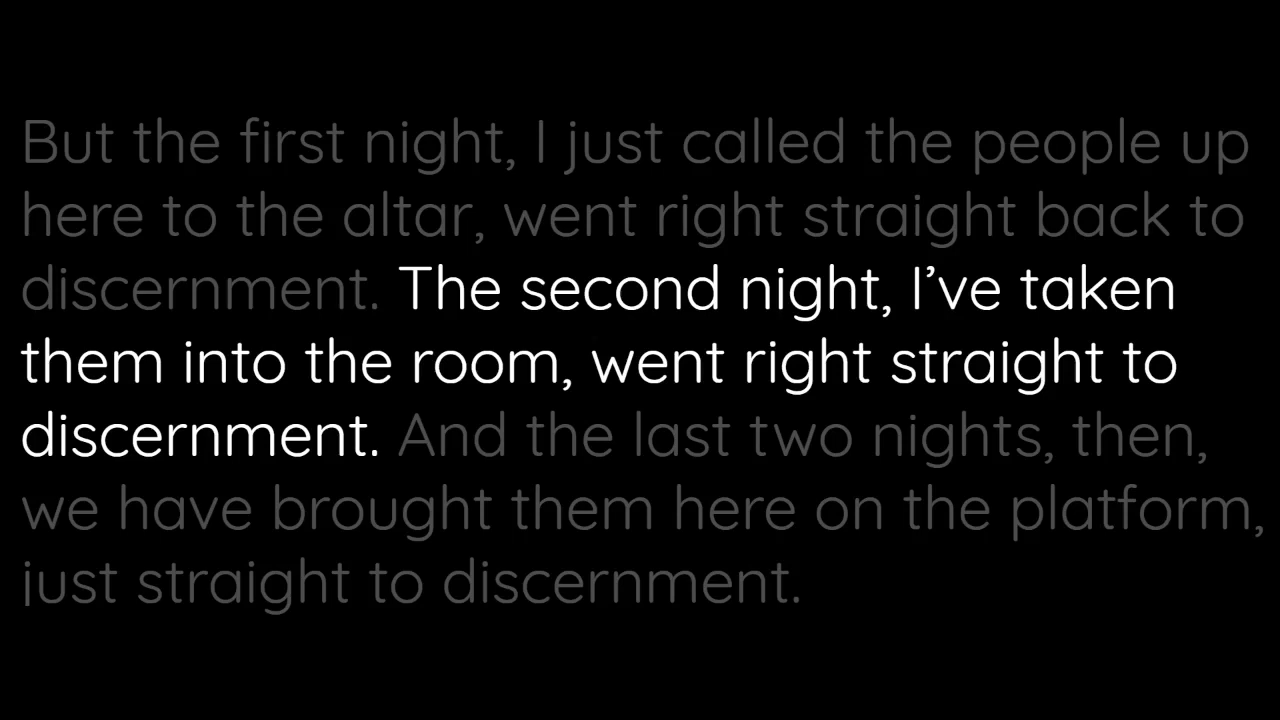 But the first night, I just called the people up
here to the altar, went right straight back to
discernment. The second night, I’ve taken
them into the room, went right straight to
discernment. And the last two nights, then,
we have brought them here on the platform,
just straight to discernment.